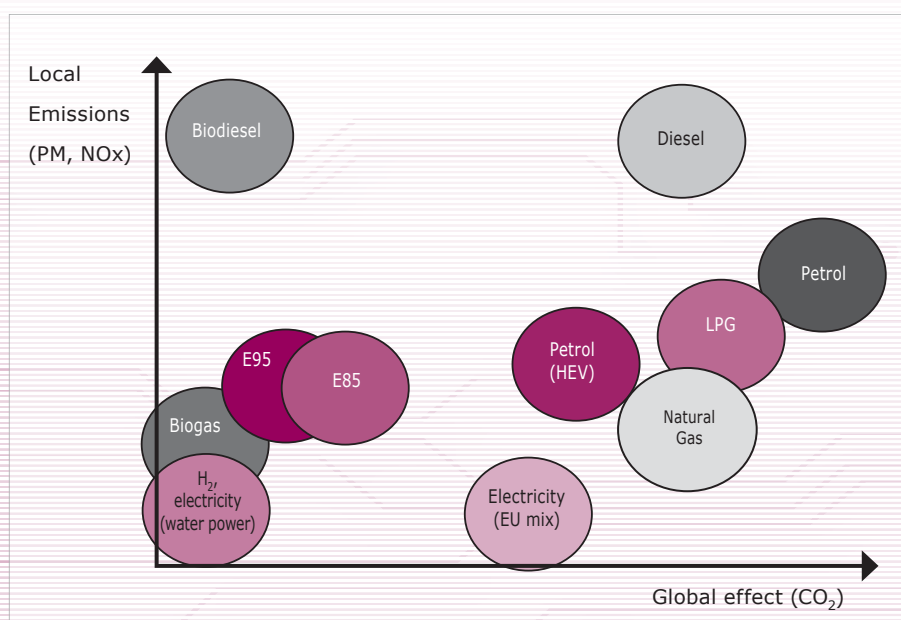 Local
Emissions
(PM, NOx)
Biodiesel
Diesel
Petrol
LPG
E95
E85
Petrol
(HEV)
Natural
Gas
Biogas
H₂,
electricity
(water power)
Electricity
(EU mix)
Global effect (CO₂)